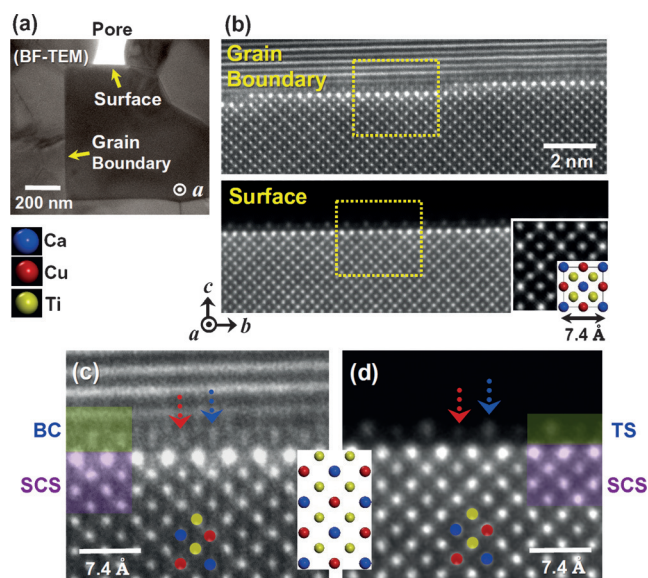 (a)
Pore
(BF-TEM)
Surface
Grain
Boundary
200 nm
a
Ca
Cu
Ti
(b)
Grain
Boundary
2 nm
Surface
7.4 Å
c
a
b
(c)
BC
SCS
7.4 Å
(d)
TS
SCS
7.4 Å